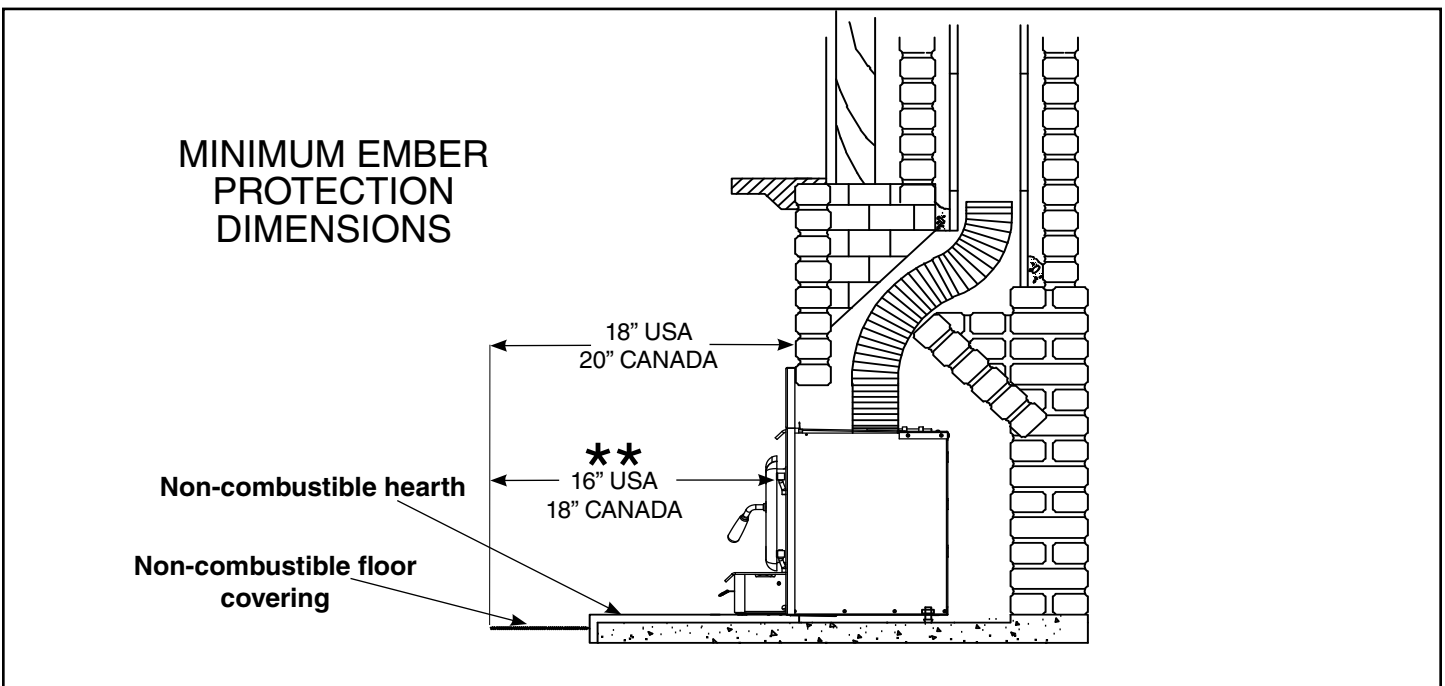 MINIMUM EMBER
PROTECTION
DIMENSIONS
18” USA
20” CANADA
**
16” USA
18” CANADA
Non-combustible hearth
Non-combustible floor
covering